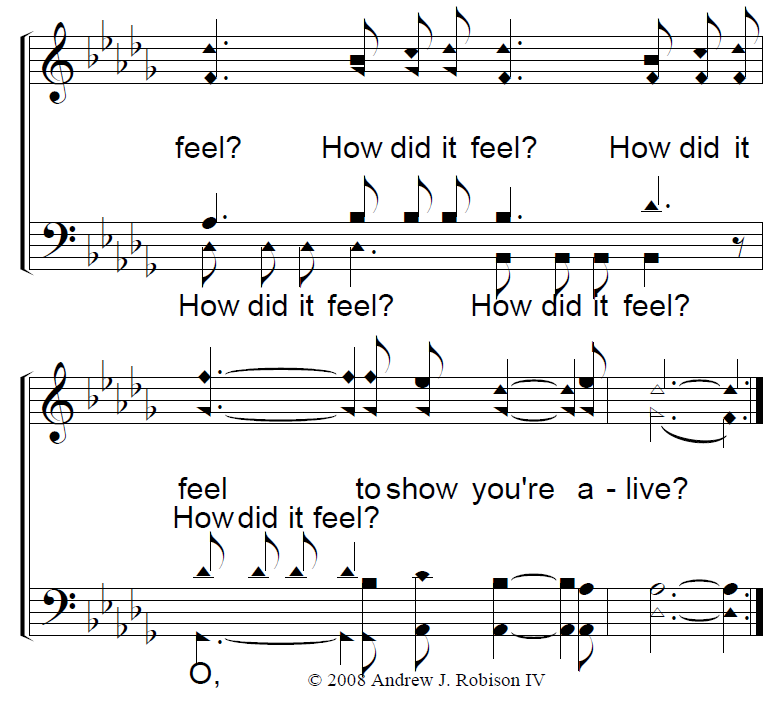 feel? How did it feel? How did it
How did it feel? How did it feel?
feel to show you're a - live?
How did it feel?
O,
© 2008 Andrew J. Robison IV